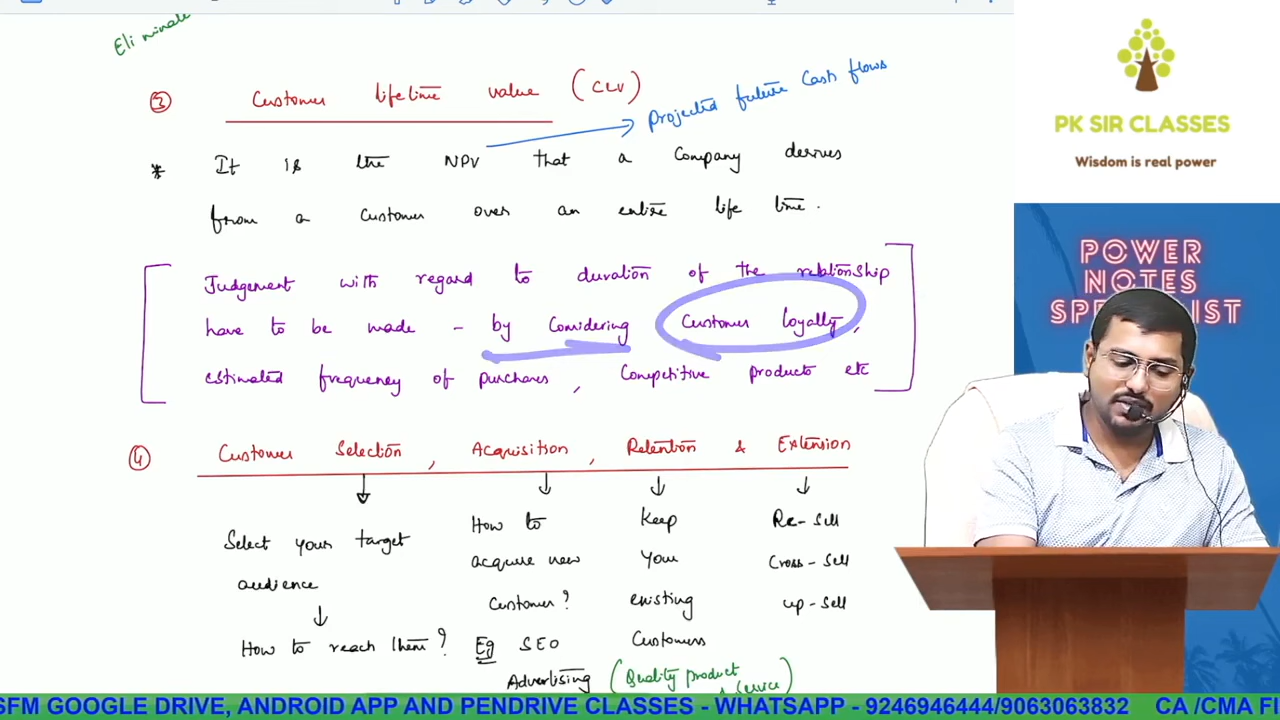 Eliminate
③ Customer lifetime value (CLV)
Projected future Cash flows
* It is the NPV that a Company derives
from a customer over an entire life time.
Judgement with regard to duration of the relationship
have to be made - by Considering Customer loyalty,
estimated frequency of purchases, Competitive products etc
④ Customer Selection, Acquisition, Retention & Extension
Select your target
audience
How to reach them?
How to
acquire new
Customer?
Eg SEO
Advertising
Keep
Your
existing
Customers
(Quality product
service)
Re-Sell
Cross-Sell
up-Sell
PK SIR CLASSES
Wisdom is real power
POWER
NOTES
SPECIALIST
SFM GOOGLE DRIVE, ANDROID APP AND PENDRIVE CLASSES - WHATSAPP - 9246946444/9063063832 CA /CMA FI